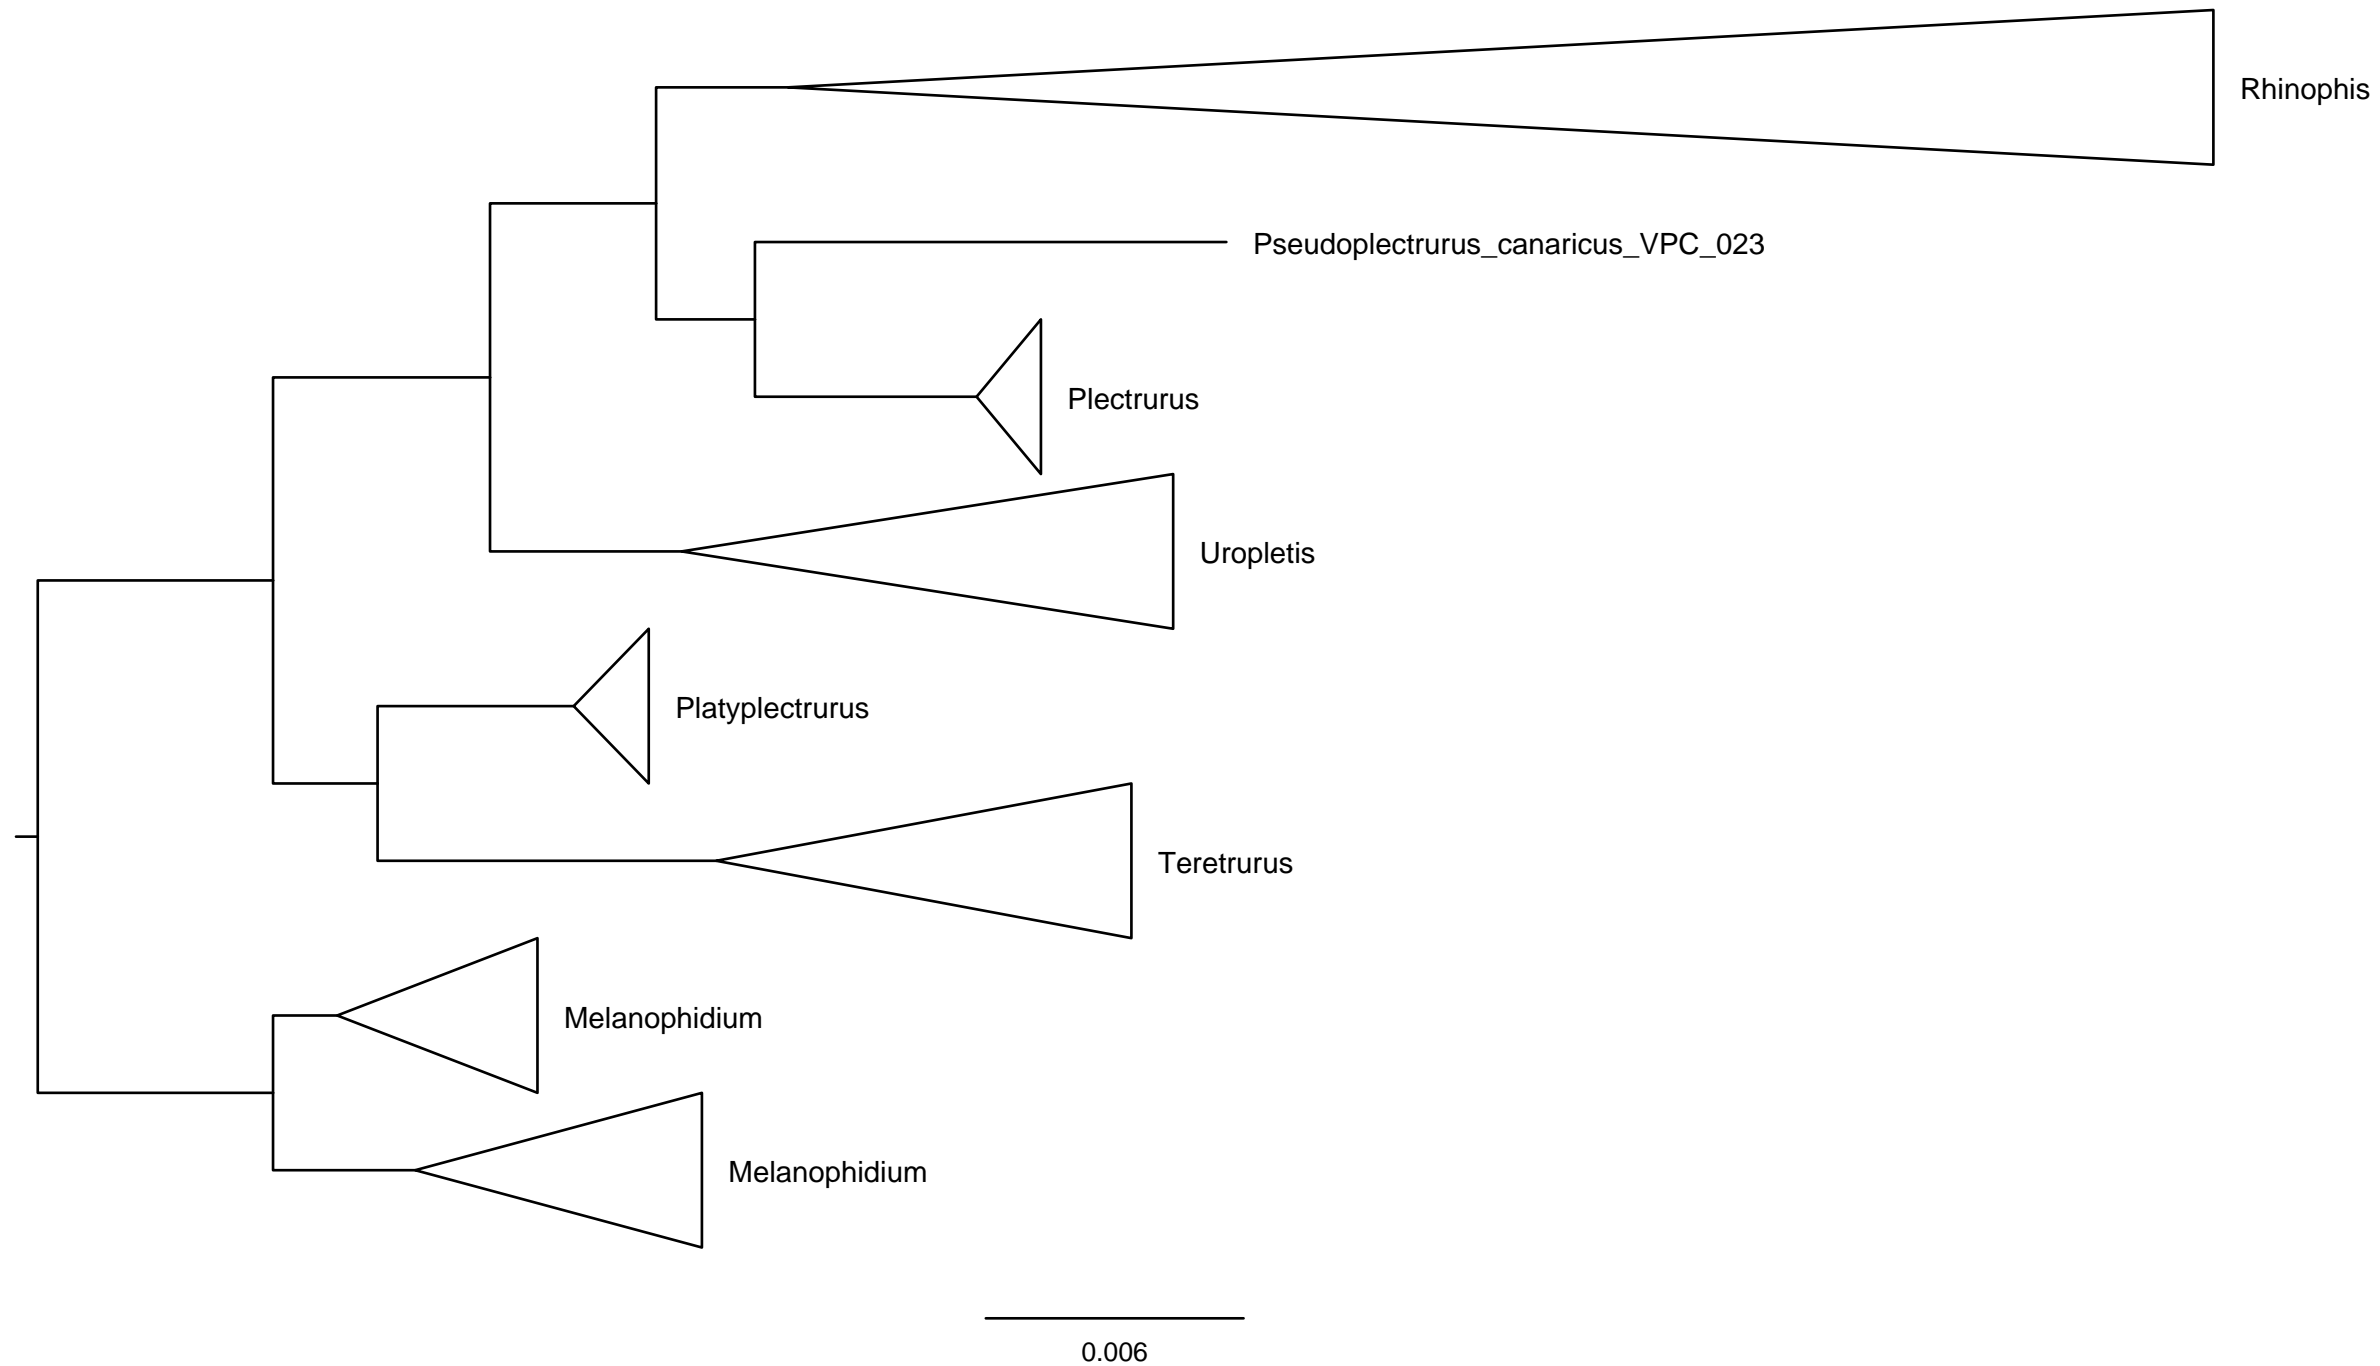 Rhinophis
Pseudoplectrurus_canaricus_VPC_023
Plectrurus
Uropletis
Platyplectrurus
Teretrurus
Melanophidium
Melanophidium
0.006